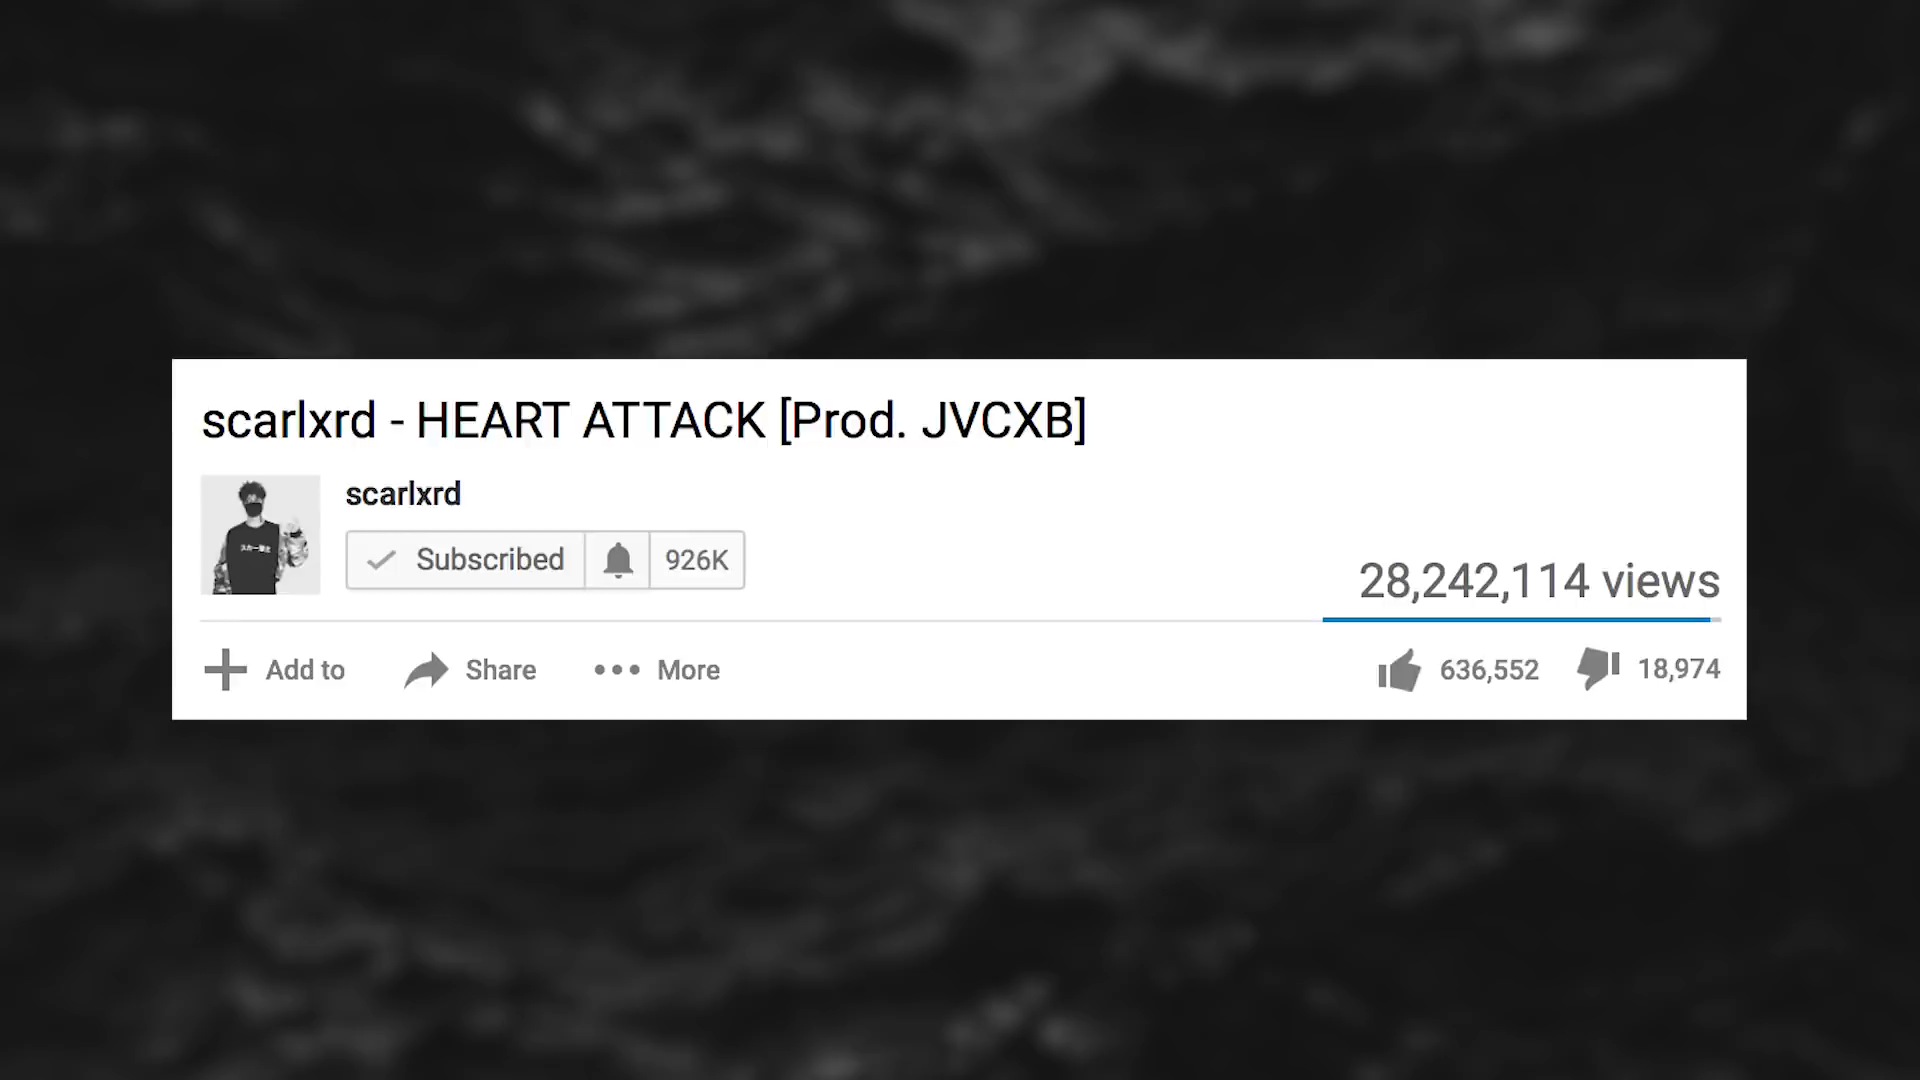 scarlxrd - HEART ATTACK [Prod. JVCXB]
scarlxrd
Subscribed 926K
28,242,114 views
Add to Share More 636,552 18,974